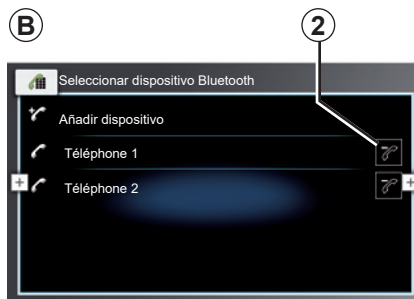 B
2
Seleccionar dispositivo Bluetooth
Añadir dispositivo
Téléphone 1
Téléphone 2